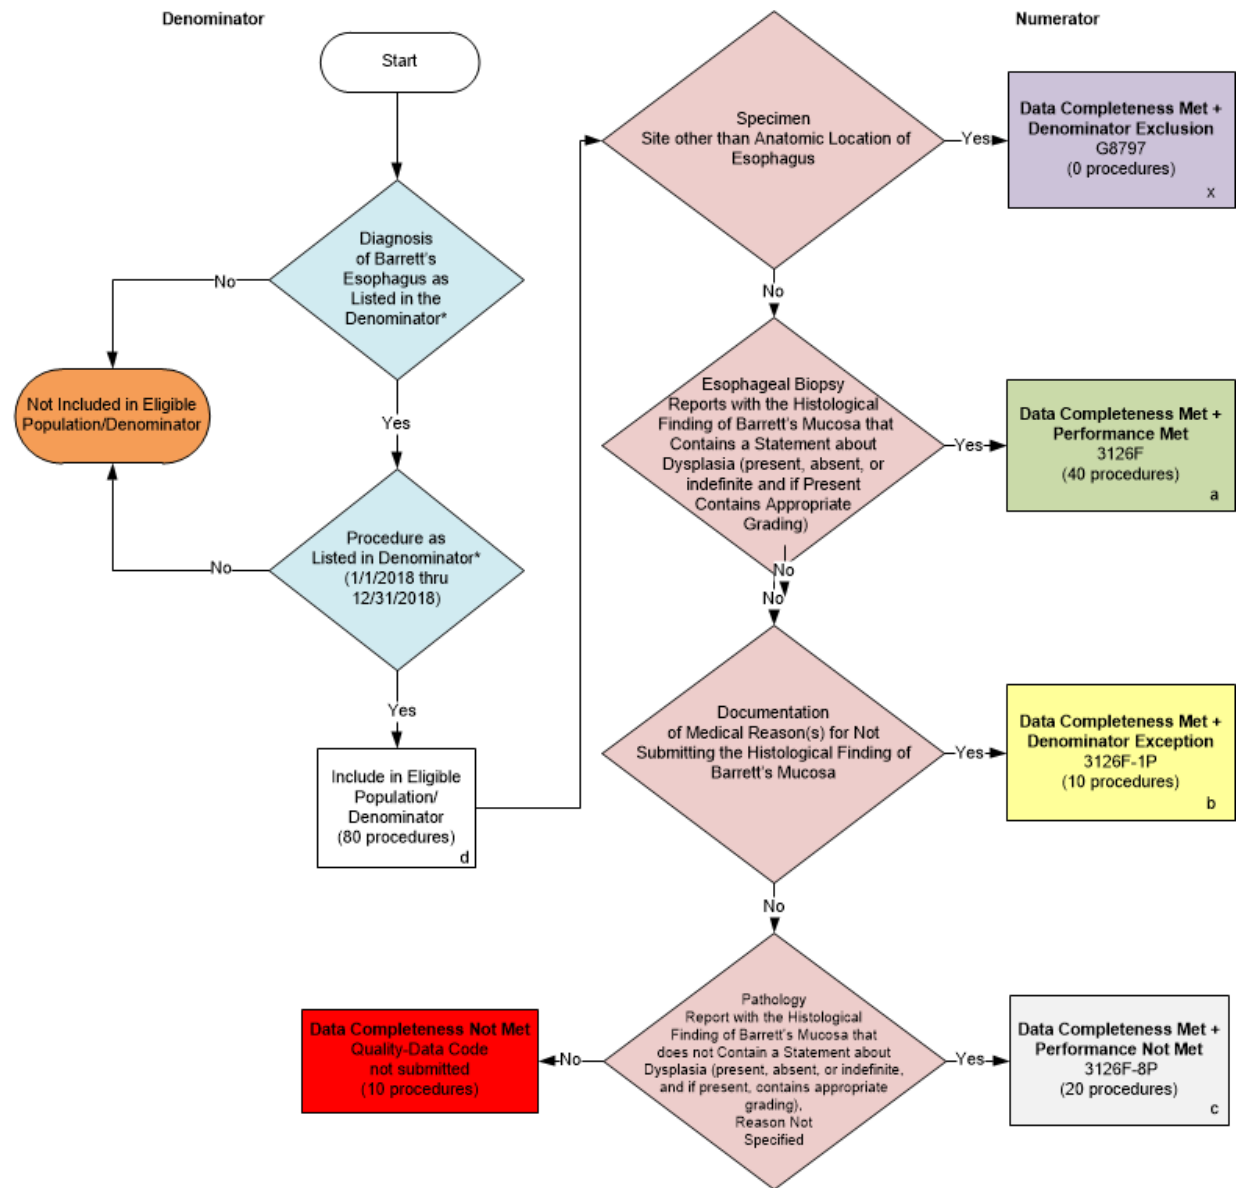 Denominator
Numerator
Start
Diagnosis
of Barrett's
Esophagus as
Listed in the
Denominator*
No
Not Included in Eligible
Population/Denominator
Yes
Procedure as
Listed in Denominator*
(1/1/2018 thru
12/31/2018)
No
Yes
Include in Eligible
Population/
Denominator
(80 procedures)
d
Specimen
Site other than Anatomic Location of
Esophagus
Yes
Data Completeness Met +
Denominator Exclusion
G8797
(0 procedures)
x
No
Esophageal Biopsy
Reports with the Histological
Finding of Barrett's Mucosa that
Contains a Statement about
Dysplasia (present, absent, or
indefinite and if Present
Contains Appropriate
Grading)
Yes
Data Completeness Met +
Performance Met
3126F
(40 procedures)
a
No
No
Documentation
of Medical Reason(s) for Not
Submitting the Histological Finding of
Barrett's Mucosa
Yes
Data Completeness Met +
Denominator Exception
3126F-1P
(10 procedures)
b
No
Pathology
Report with the Histological
Finding of Barrett's Mucosa that
does not Contain a Statement about
Dysplasia (present, absent, or indefinite,
and if present, contains appropriate
grading),
Reason Not
Specified
Yes
Data Completeness Met +
Performance Not Met
3126F-8P
(20 procedures)
c
No
Data Completeness Not Met
Quality-Data Code
not submitted
(10 procedures)